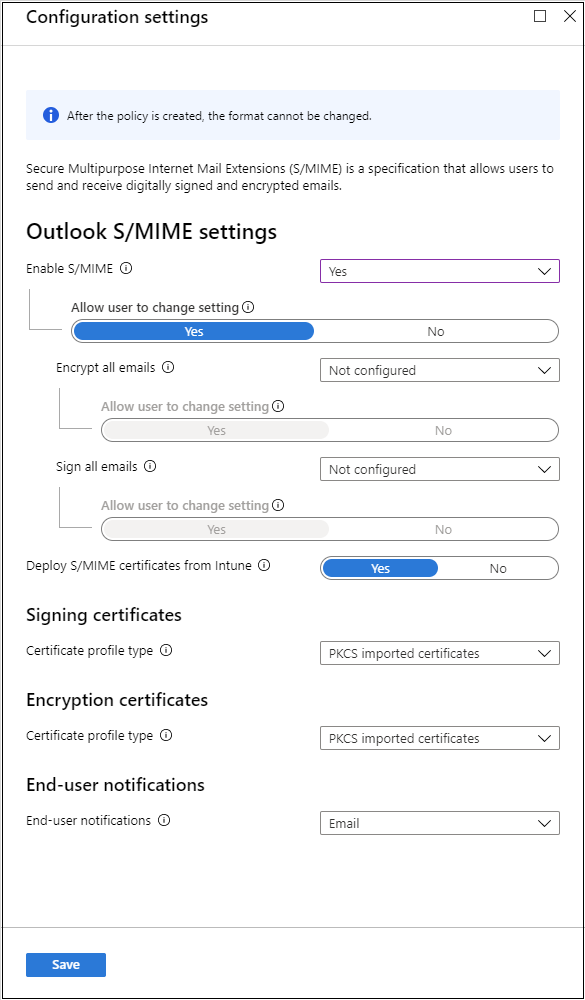 Configuration settings
After the policy is created, the format cannot be changed.
Secure Multipurpose Internet Mail Extensions (S/MIME) is a specification that allows users to
send and receive digitally signed and encrypted emails.
Outlook S/MIME settings
Enable S/MIME Yes
Allow user to change setting
Yes No
Encrypt all emails Not configured
Allow user to change setting
Yes No
Sign all emails Not configured
Allow user to change setting
Yes No
Deploy S/MIME certificates from Intune Yes No
Signing certificates
Certificate profile type PKCS imported certificates
Encryption certificates
Certificate profile type PKCS imported certificates
End-user notifications
End-user notifications Email
Save